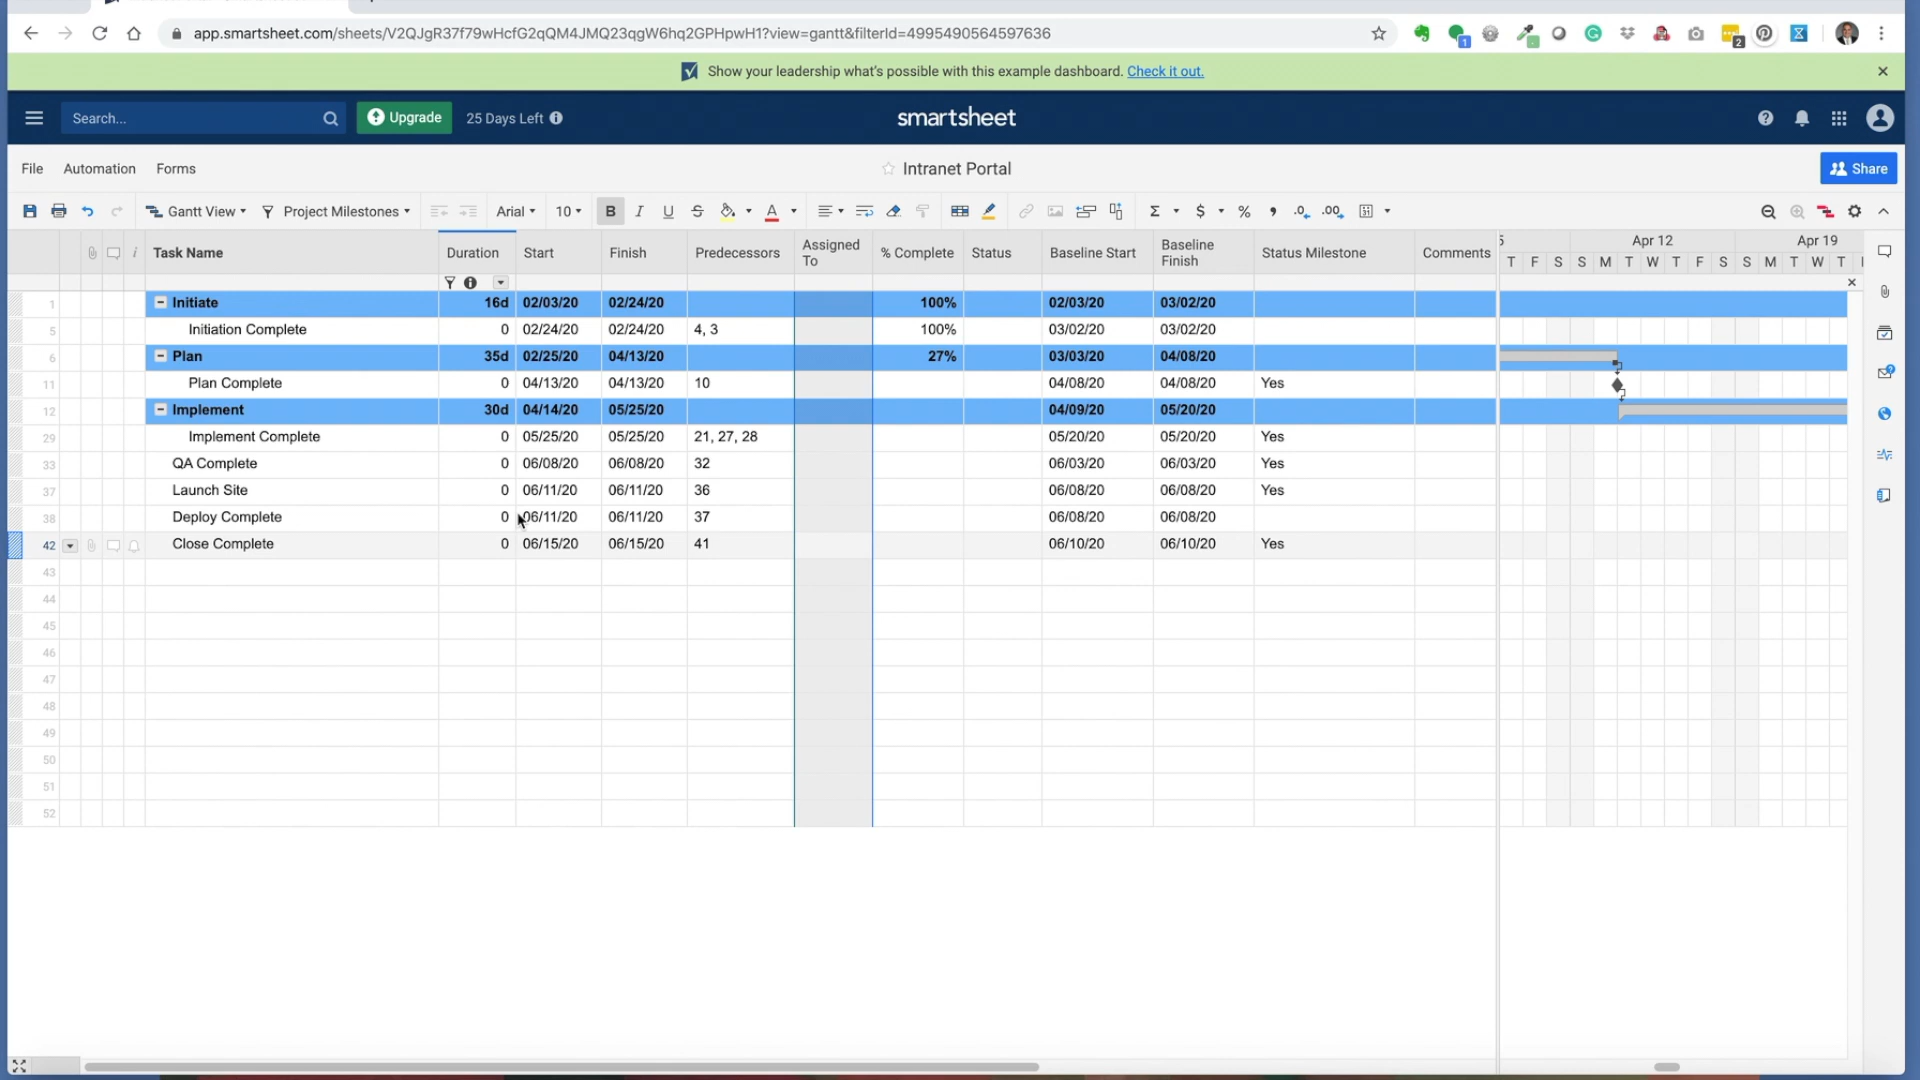 app.smartsheet.com/sheets/V2QJgR37f79wHcfG2qQM4JMQ23qgW6hq2GPHpwH1?view=gantt&filterId=4995490564597636
1
2
Show your leadership what's possible with this example dashboard. Check it out.
Search... Upgrade 25 Days Left smartsheet
File Automation Forms Intranet Portal Share
Gantt View Project Milestones Arial 10 B I U S A Σ $ % , .0 .00
Task Name Duration Start Finish Predecessors Assigned To % Complete Status Baseline Start Baseline Finish Status Milestone Comments 5 Apr 12 Apr 19
T F S S M T W T F S S M T W T
1 Initiate 16d 02/03/20 02/24/20 100% 02/03/20 03/02/20
5 Initiation Complete 0 02/24/20 02/24/20 4, 3 100% 03/02/20 03/02/20
6 Plan 35d 02/25/20 04/13/20 27% 03/03/20 04/08/20
11 Plan Complete 0 04/13/20 04/13/20 10 04/08/20 04/08/20 Yes
12 Implement 30d 04/14/20 05/25/20 04/09/20 05/20/20
29 Implement Complete 0 05/25/20 05/25/20 21, 27, 28 05/20/20 05/20/20 Yes
33 QA Complete 0 06/08/20 06/08/20 32 06/03/20 06/03/20 Yes
37 Launch Site 0 06/11/20 06/11/20 36 06/08/20 06/08/20 Yes
38 Deploy Complete 0 06/11/20 06/11/20 37 06/08/20 06/08/20
42 Close Complete 0 06/15/20 06/15/20 41 06/10/20 06/10/20 Yes
43
44
45
46
47
48
49
50
51
52